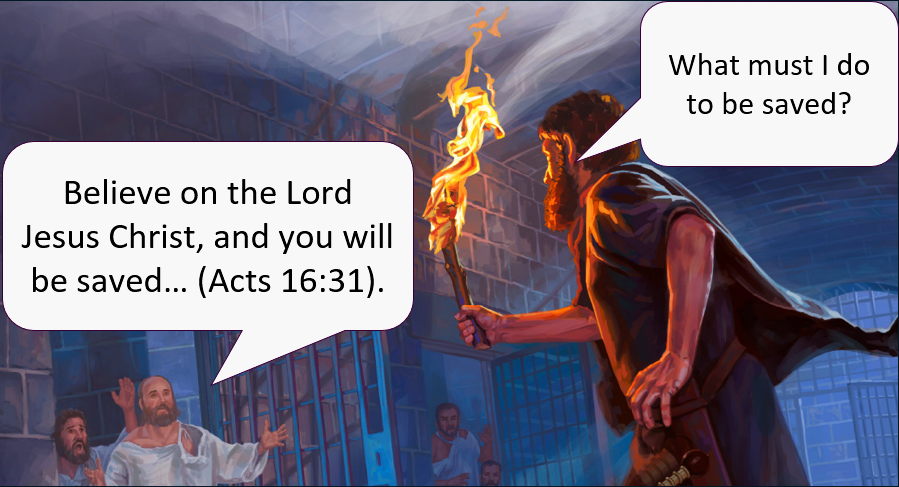 What must I do
to be saved?
Believe on the Lord
Jesus Christ, and you will
be saved… (Acts 16:31).